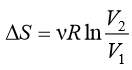 ΔS = νR ln V₂/V₁